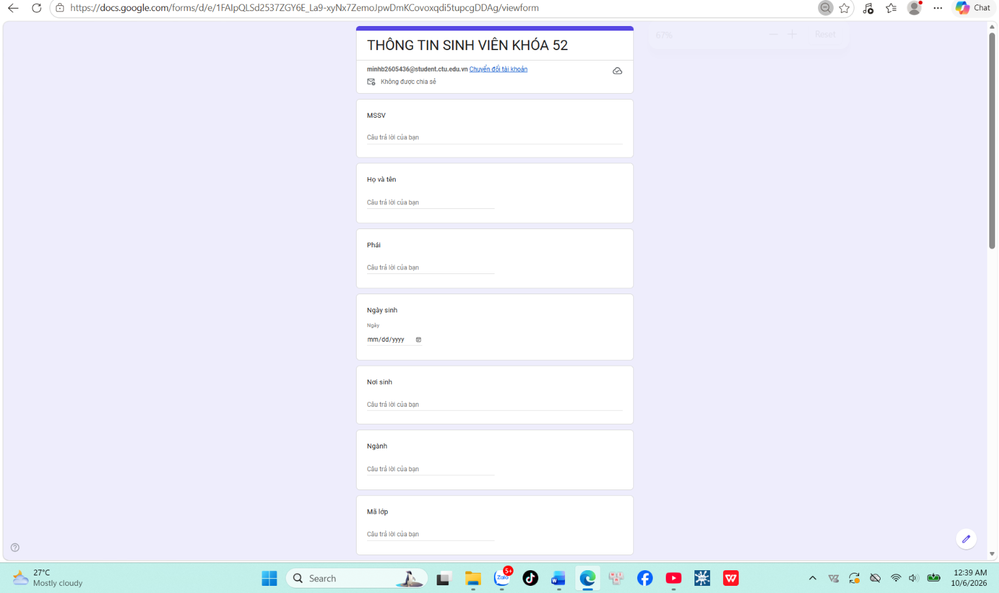 https://docs.google.com/forms/d/e/1FAIpQLSd2537ZGY6E_La9-xyNx7ZemoJpwDmKCovoxqdi5tupcgDDAg/viewform
Chat
67%
Reset
THÔNG TIN SINH VIÊN KHÓA 52
minhb2605436@student.ctu.edu.vn Chuyển đổi tài khoản
Không được chia sẻ
MSSV
Câu trả lời của bạn
Họ và tên
Câu trả lời của bạn
Phái
Câu trả lời của bạn
Ngày sinh
Ngày
mm/dd/yyyy
Nơi sinh
Câu trả lời của bạn
Ngành
Câu trả lời của bạn
Mã lớp
Câu trả lời của bạn
27°C
Mostly cloudy
Search
Zalo
5+
12:39 AM
10/6/2026